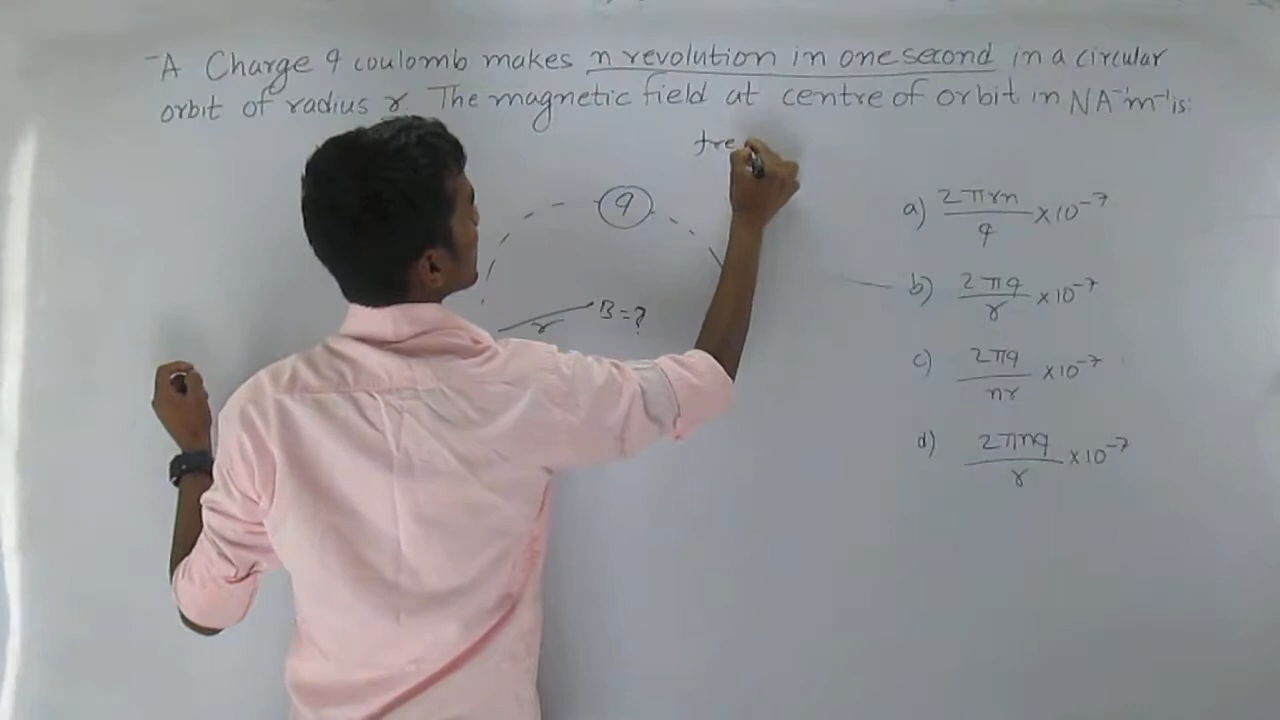 A Charge q coulomb makes n revolution in one second in a circular
orbit of radius r. The magnetic field at centre of orbit in NA⁻¹m⁻¹ is:
fre
q
B=?
r
a) 2πrn/q ×10⁻⁷
b) 2πq/r ×10⁻⁷
c) 2πq/nr ×10⁻⁷
d) 2πnq/r ×10⁻⁷